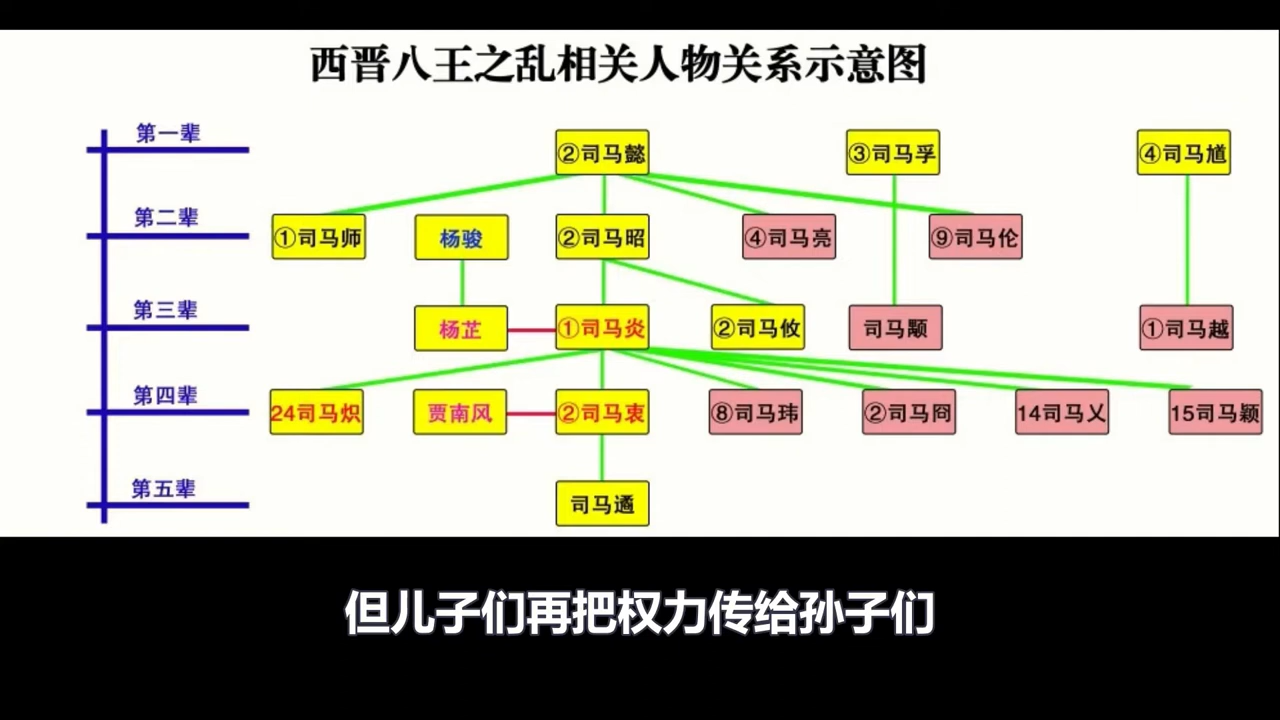 西晋八王之乱相关人物关系示意图
第一辈
②司马懿
③司马孚
④司马馗
第二辈
①司马师
杨骏
②司马昭
④司马亮
⑨司马伦
第三辈
杨芷
①司马炎
②司马攸
司马颙
①司马越
第四辈
24司马炽
贾南风
②司马衷
⑧司马玮
②司马冏
14司马乂
15司马颖
第五辈
司马遹
但儿子们再把权力传给孙子们